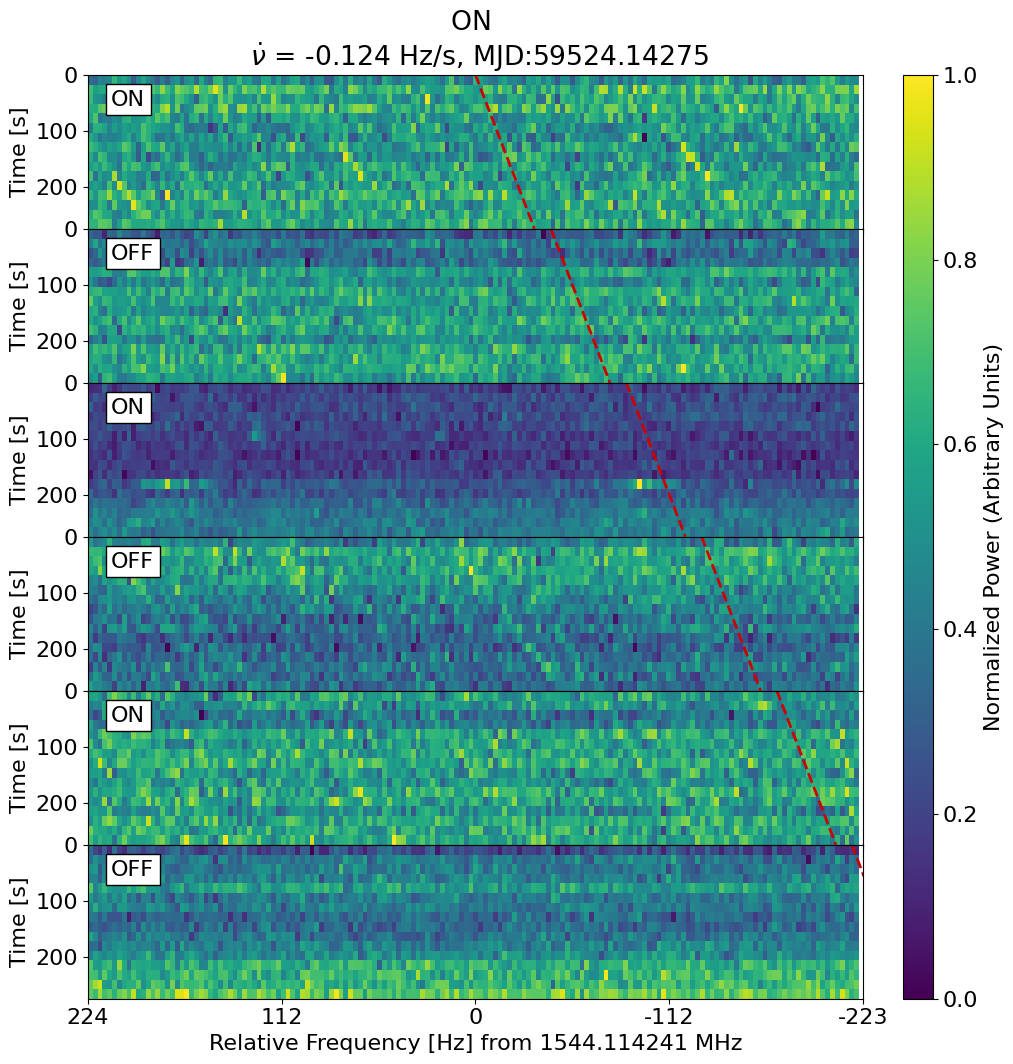 ON
ν̇ = -0.124 Hz/s, MJD:59524.14275
0
100
200
Time [s]
ON
0
100
200
Time [s]
OFF
0
100
200
Time [s]
ON
0
100
200
Time [s]
OFF
0
100
200
Time [s]
ON
0
100
200
Time [s]
OFF
224 112 0 -112 -223
Relative Frequency [Hz] from 1544.114241 MHz
1.0
0.8
0.6
0.4
0.2
0.0
Normalized Power (Arbitrary Units)